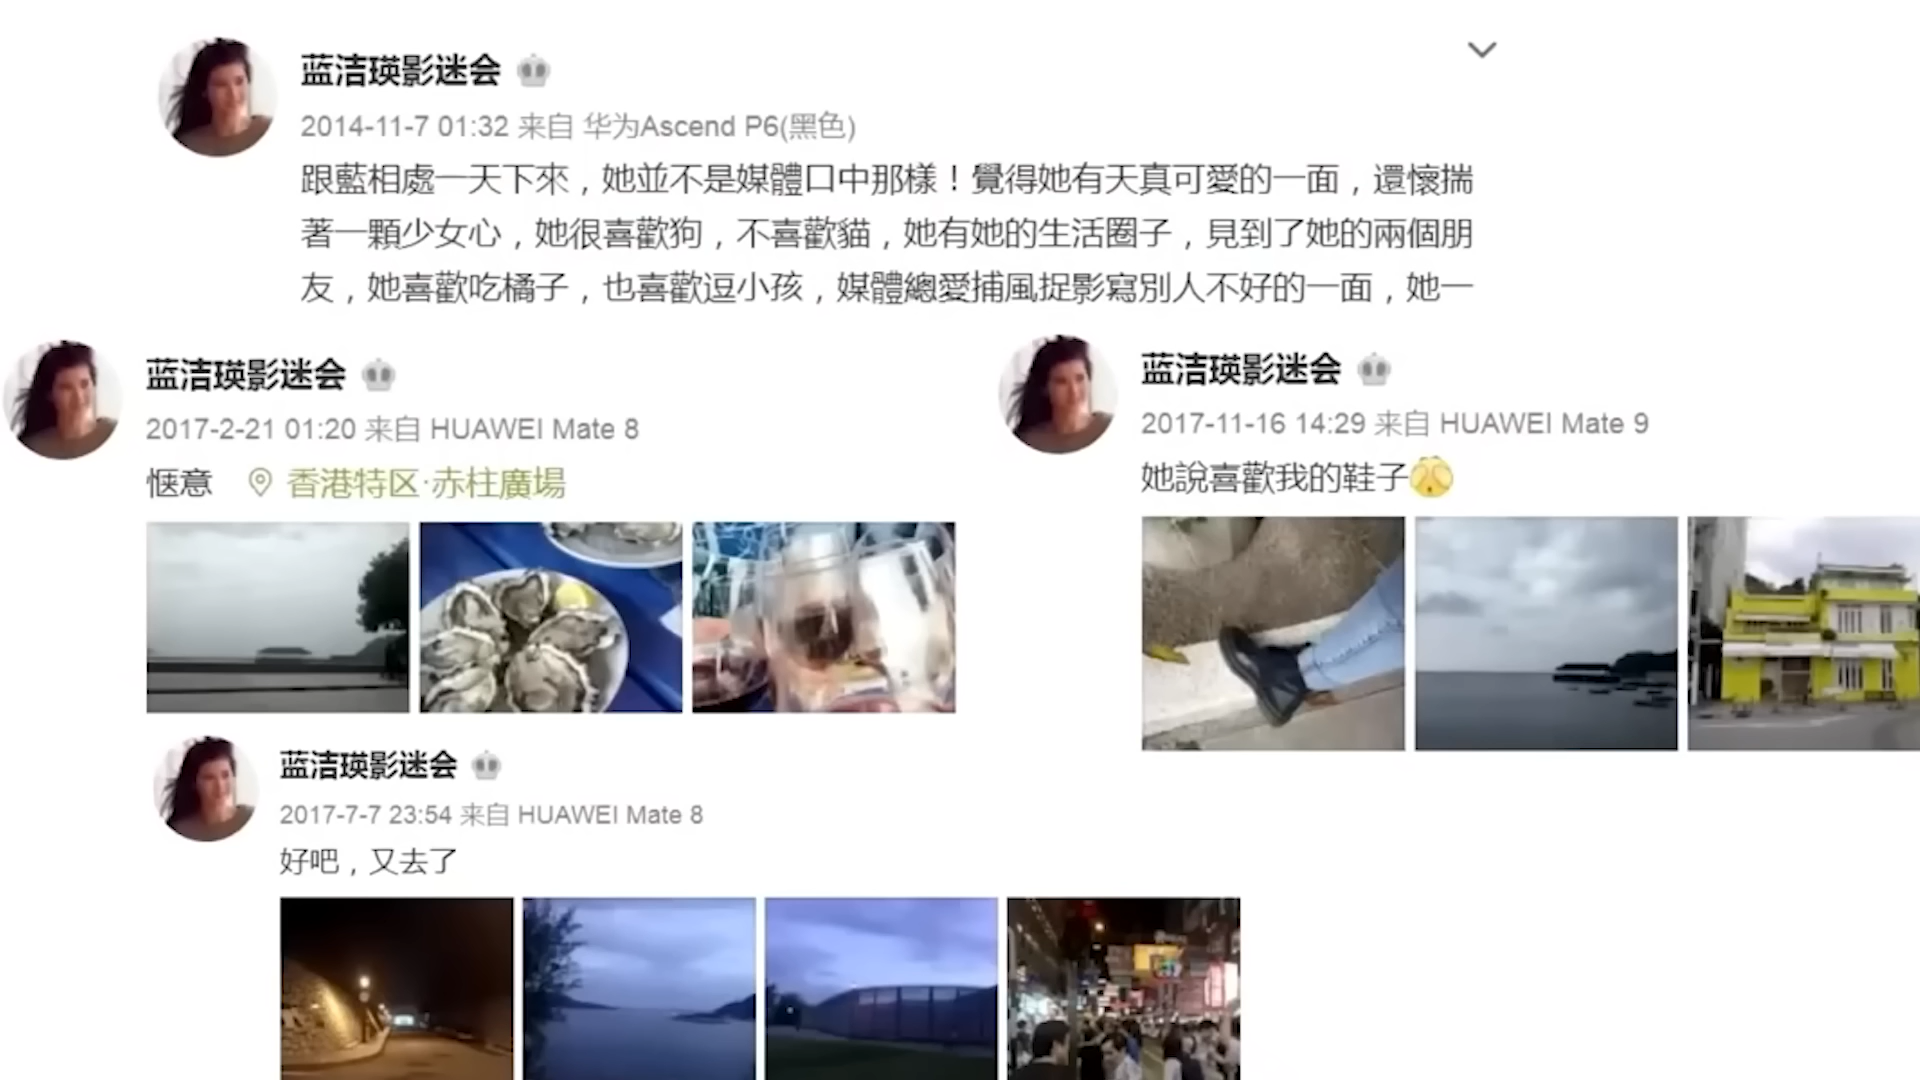 蓝洁瑛影迷会
2014-11-7 01:32 来自 华为Ascend P6(黑色)
跟藍相處一天下來，她並不是媒體口中那樣！覺得她有天真可愛的一面，還懷揣
著一顆少女心，她很喜歡狗，不喜歡貓，她有她的生活圈子，見到了她的兩個朋
友，她喜歡吃橘子，也喜歡逗小孩，媒體總愛捕風捉影寫別人不好的一面，她一
蓝洁瑛影迷会
2017-2-21 01:20 来自 HUAWEI Mate 8
惬意 香港特区·赤柱廣場
蓝洁瑛影迷会
2017-11-16 14:29 来自 HUAWEI Mate 9
她說喜歡我的鞋子
蓝洁瑛影迷会
2017-7-7 23:54 来自 HUAWEI Mate 8
好吧，又去了